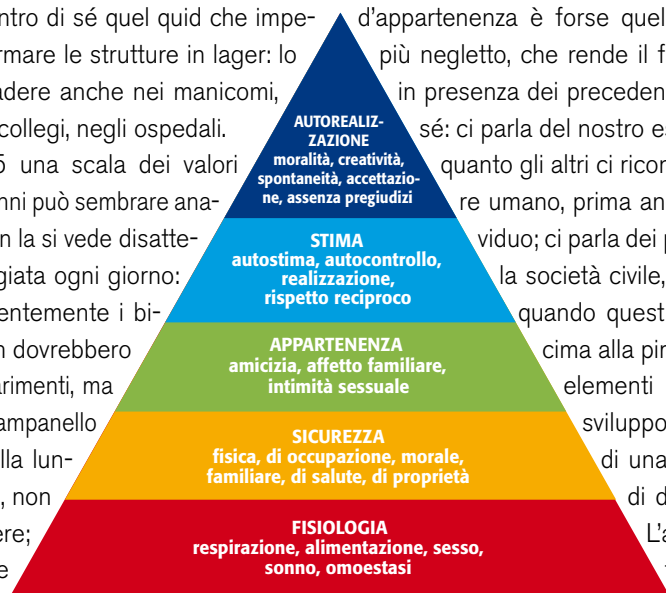 ntro di sé quel quid che impe-
rmare le strutture in lager: lo
adere anche nei manicomi,
collegi, negli ospedali.
5 una scala dei valori
nni può sembrare ana-
n la si vede disatte-
giata ogni giorno:
entemente i bi-
n dovrebbero
arimenti, ma
ampanello
lla lun-
, non
ere;
e
AUTOREALIZ-
ZAZIONE
moralità, creatività,
spontaneità, accettazio-
ne, assenza pregiudizi
STIMA
autostima, autocontrollo,
realizzazione,
rispetto reciproco
APPARTENENZA
amicizia, affetto familiare,
intimità sessuale
SICUREZZA
fisica, di occupazione, morale,
familiare, di salute, di proprietà
FISIOLOGIA
respirazione, alimentazione, sesso,
sonno, omoestasi
d’appartenenza è forse quel
più negletto, che rende il f
in presenza dei preceden
sé: ci parla del nostro es
quanto gli altri ci ricor
re umano, prima an
viduo; ci parla dei p
la società civile,
quando quest
cima alla pir
elementi
sviluppo
di una
di d
L’a